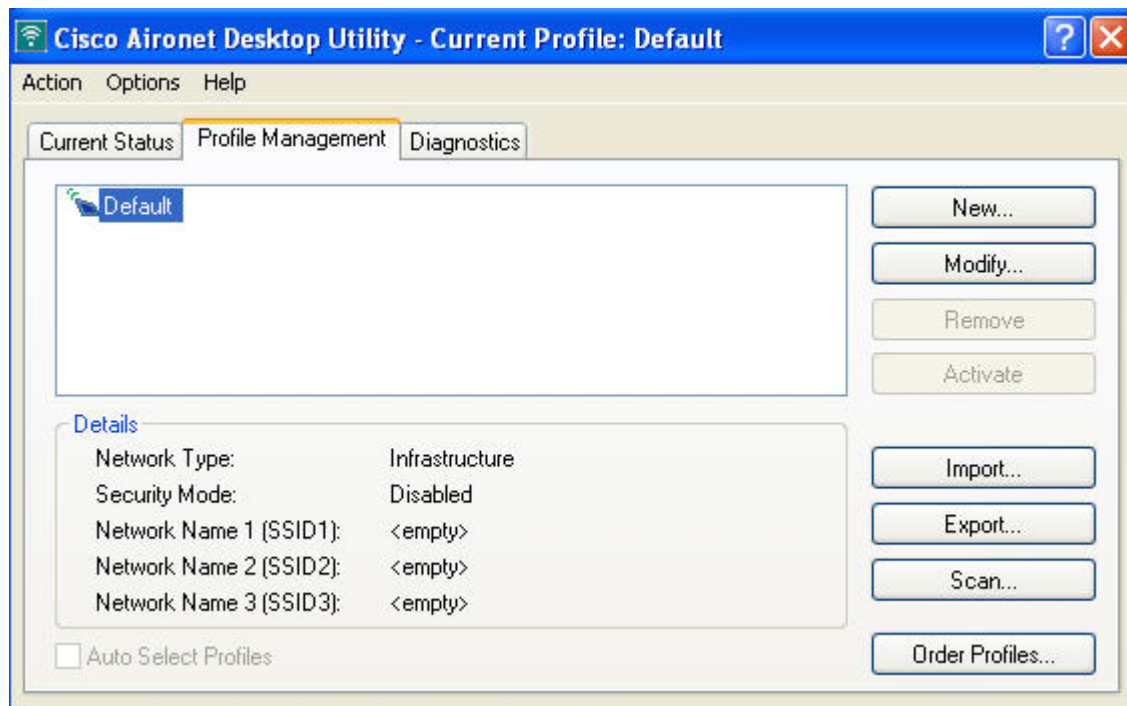 Cisco Aironet Desktop Utility - Current Profile: Default
Action Options Help
Current Status Profile Management Diagnostics
Default
New...
Modify...
Remove
Activate
Details
Network Type: Infrastructure
Security Mode: Disabled
Network Name 1 (SSID1): <empty>
Network Name 2 (SSID2): <empty>
Network Name 3 (SSID3): <empty>
Import...
Export...
Scan...
Auto Select Profiles
Order Profiles...